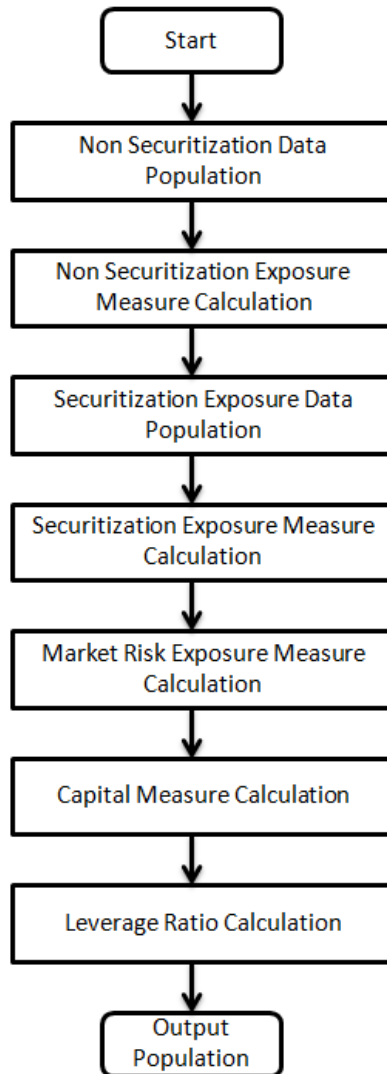 Start
Non Securitization Data
Population
Non Securitization Exposure
Measure Calculation
Securitization Exposure Data
Population
Securitization Exposure Measure
Calculation
Market Risk Exposure Measure
Calculation
Capital Measure Calculation
Leverage Ratio Calculation
Output
Population